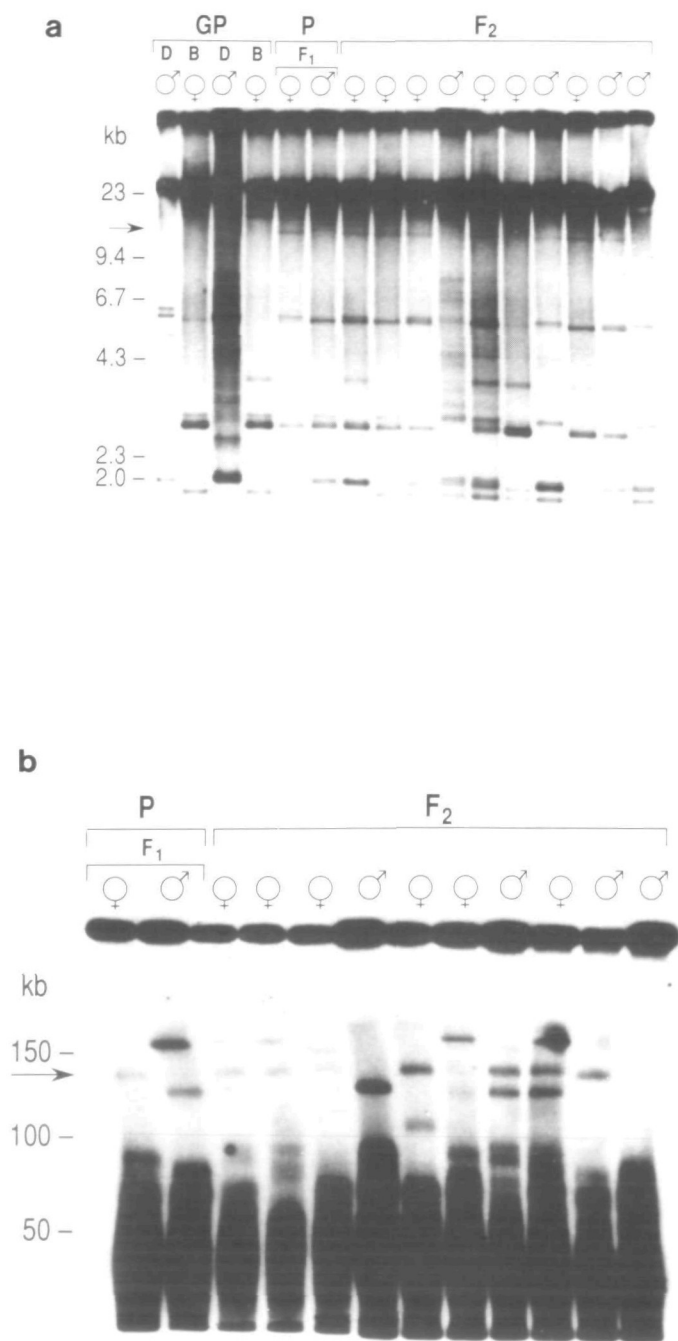 a
GP P F₂
D B D B F₁
♂ ♀ ♂ ♀ ♀ ♂ ♀ ♀ ♀ ♂ ♀ ♀ ♂ ♀ ♂ ♂
kb
23 –
9.4 –
6.7 –
4.3 –
2.3 –
2.0 –
b
P F₂
F₁
♀ ♂ ♀ ♀ ♀ ♂ ♀ ♀ ♂ ♀ ♂ ♂
kb
150 –
100 –
50 –